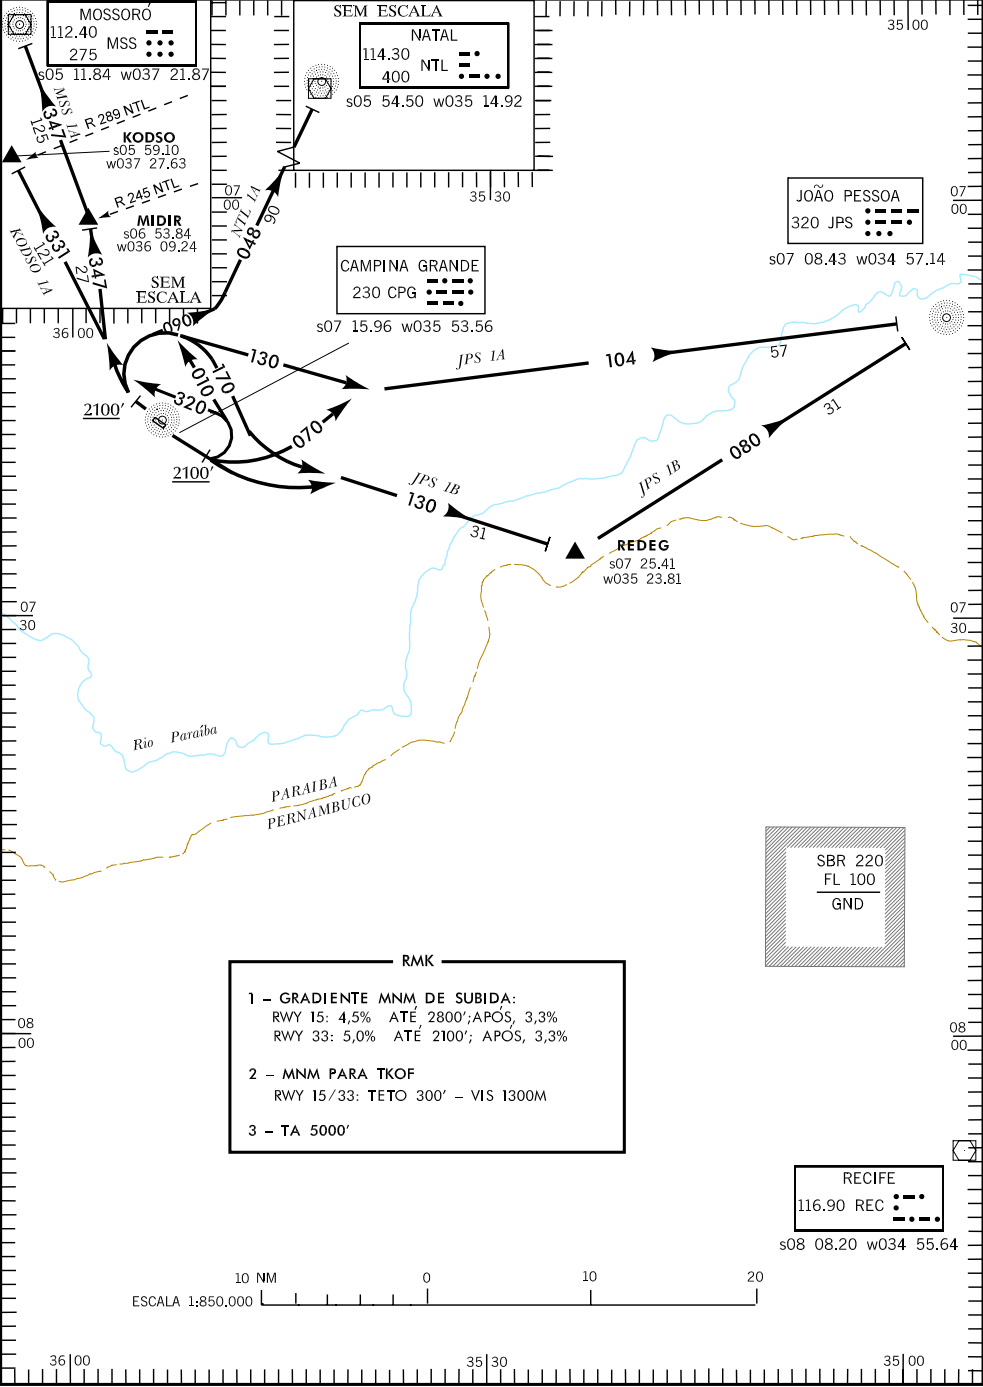 MOSSORÓ
112.40
275
MSS
s05 11.84 w037 21.87
SEM ESCALA
NATAL
114.30
400
NTL
s05 54.50 w035 14.92
35 00
MSS 1A
347
125
R 289 NTL
KODSO
s05 59.10
w037 27.63
R 245 NTL
MIDIR
s06 53.84
w036 09.24
KODSO 1A
331
121
27
347
SEM
ESCALA
36 00
07
00
NTL 1A
048
90
35 30
JOÃO PESSOA
320 JPS
s07 08.43 w034 57.14
07
00
CAMPINA GRANDE
230 CPG
s07 15.96 w035 53.56
090
130
JPS 1A
104
57
010
170
320
2100'
070
2100'
JPS 1B
130
31
JPS 1B
080
31
REDEG
s07 25.41
w035 23.81
07
30
07
30
Rio Paraíba
PARAIBA
PERNAMBUCO
SBR 220
FL 100
GND
RMK
1 – GRADIENTE MNM DE SUBIDA:
RWY 15: 4,5% ATÉ 2800'; APÓS, 3,3%
RWY 33: 5,0% ATÉ 2100'; APÓS, 3,3%
2 – MNM PARA TKOF
RWY 15/33: TETO 300' – VIS 1300M
3 – TA 5000'
08
00
08
00
RECIFE
116.90 REC
s08 08.20 w034 55.64
10 NM 0 10 20
ESCALA 1:850.000
36 00
35 30
35 00